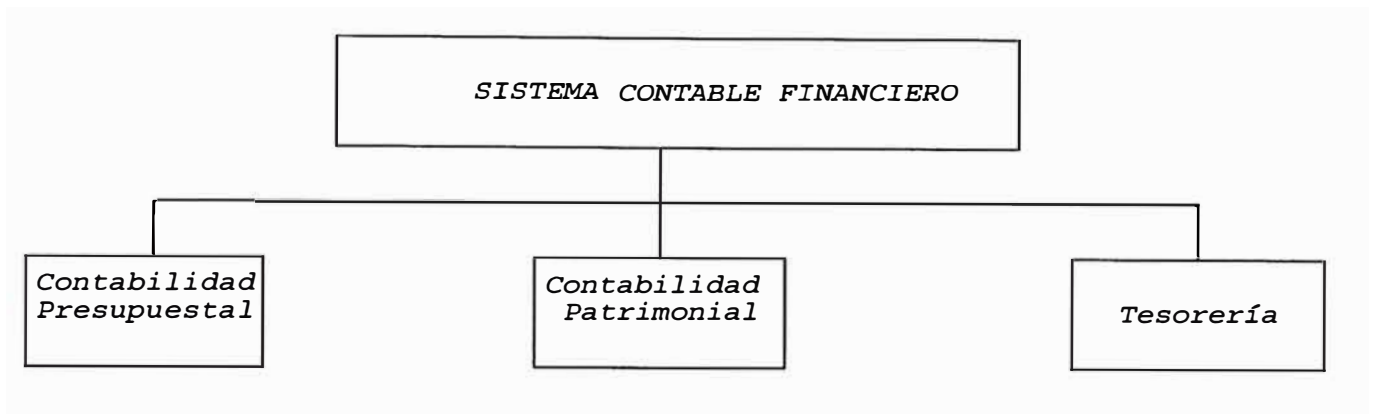 SISTEMA CONTABLE FINANCIERO
Contabilidad
Presupuestal
Contabilidad
Patrimonial
Tesorería